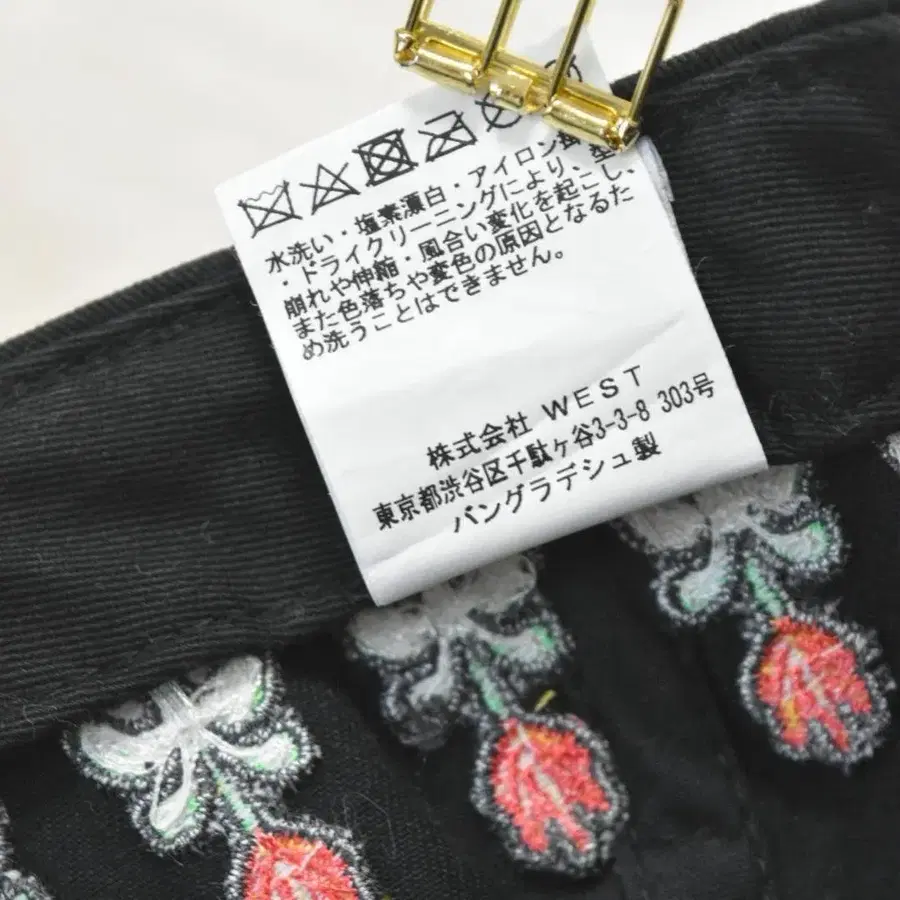 水洗い・塩素漂白・アイロン掛
・ドライクリーニングにより、型
崩れや伸縮・風合い変化を起こし、
また色落ちや変色の原因となるた
め洗うことはできません。
株式会社 WEST
東京都渋谷区千駄ヶ谷3-3-8 303号
バングラデシュ製